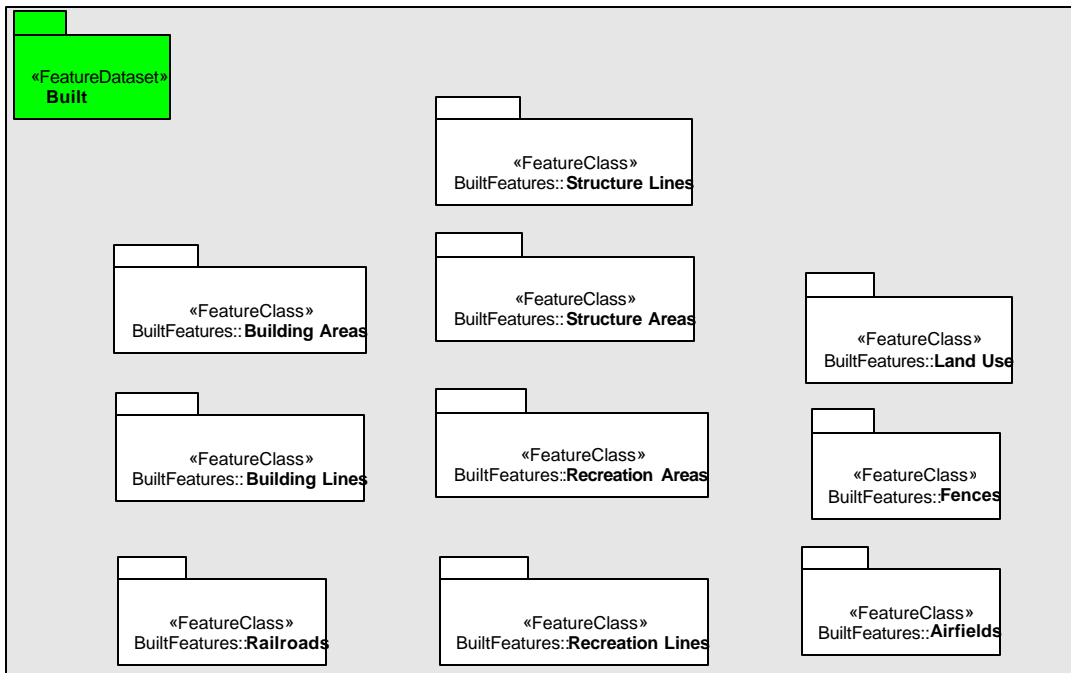 «FeatureDataset»
Built
«FeatureClass»
BuiltFeatures::Structure Lines
«FeatureClass»
BuiltFeatures::Building Areas
«FeatureClass»
BuiltFeatures::Structure Areas
«FeatureClass»
BuiltFeatures::Land Use
«FeatureClass»
BuiltFeatures::Building Lines
«FeatureClass»
BuiltFeatures::Recreation Areas
«FeatureClass»
BuiltFeatures::Fences
«FeatureClass»
BuiltFeatures::Railroads
«FeatureClass»
BuiltFeatures::Recreation Lines
«FeatureClass»
BuiltFeatures::Airfields